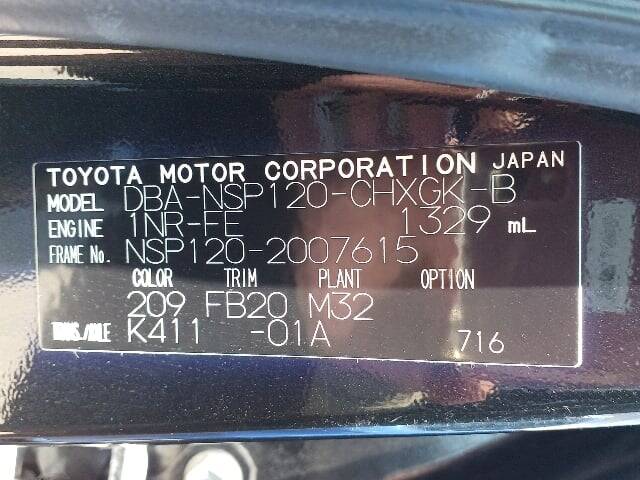 TOYOTA MOTOR CORPORATION JAPAN
MODEL DBA-NSP120-CHXGK-B
ENGINE 1NR-FE 1329 mL
FRAME No. NSP120-2007615
COLOR TRIM PLANT OPTION
209 FB20 M32
TRANS./AXLE K411 -01A 716